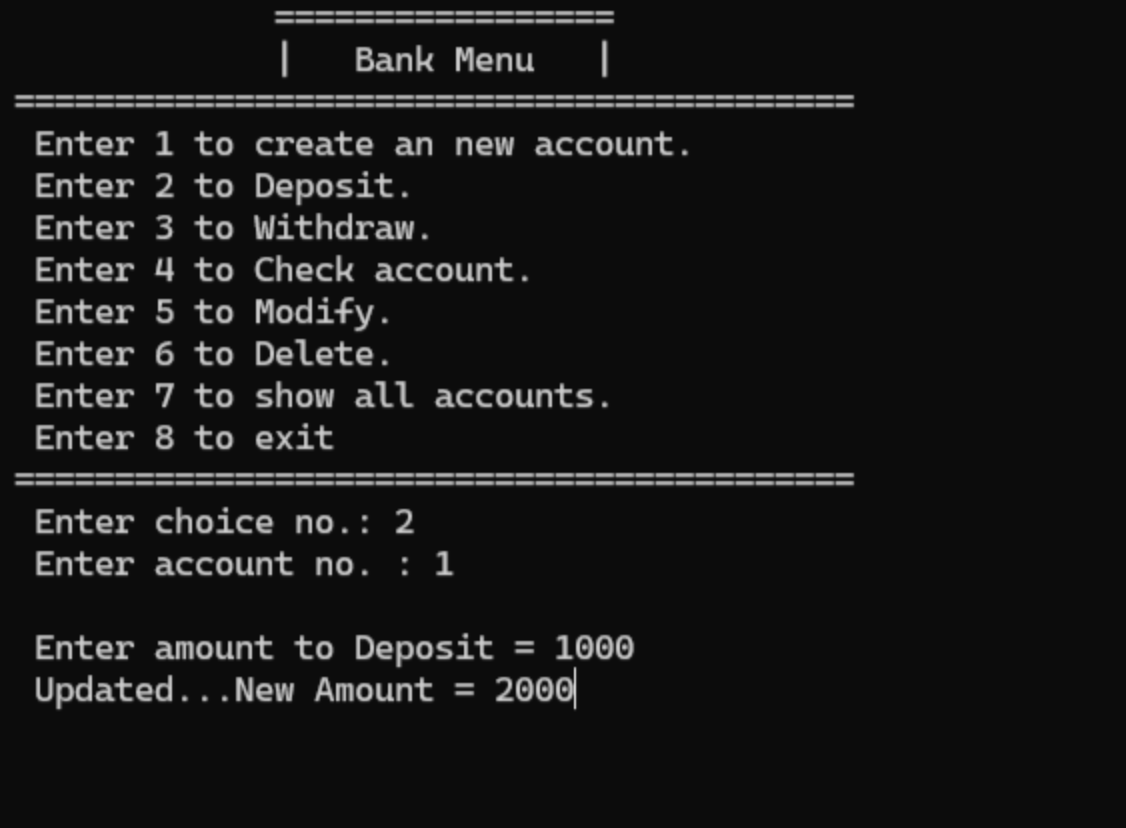 =================
|   Bank Menu   |
==========================================
Enter 1 to create an new account.
Enter 2 to Deposit.
Enter 3 to Withdraw.
Enter 4 to Check account.
Enter 5 to Modify.
Enter 6 to Delete.
Enter 7 to show all accounts.
Enter 8 to exit
==========================================
Enter choice no.: 2
Enter account no. : 1
Enter amount to Deposit = 1000
Updated...New Amount = 2000